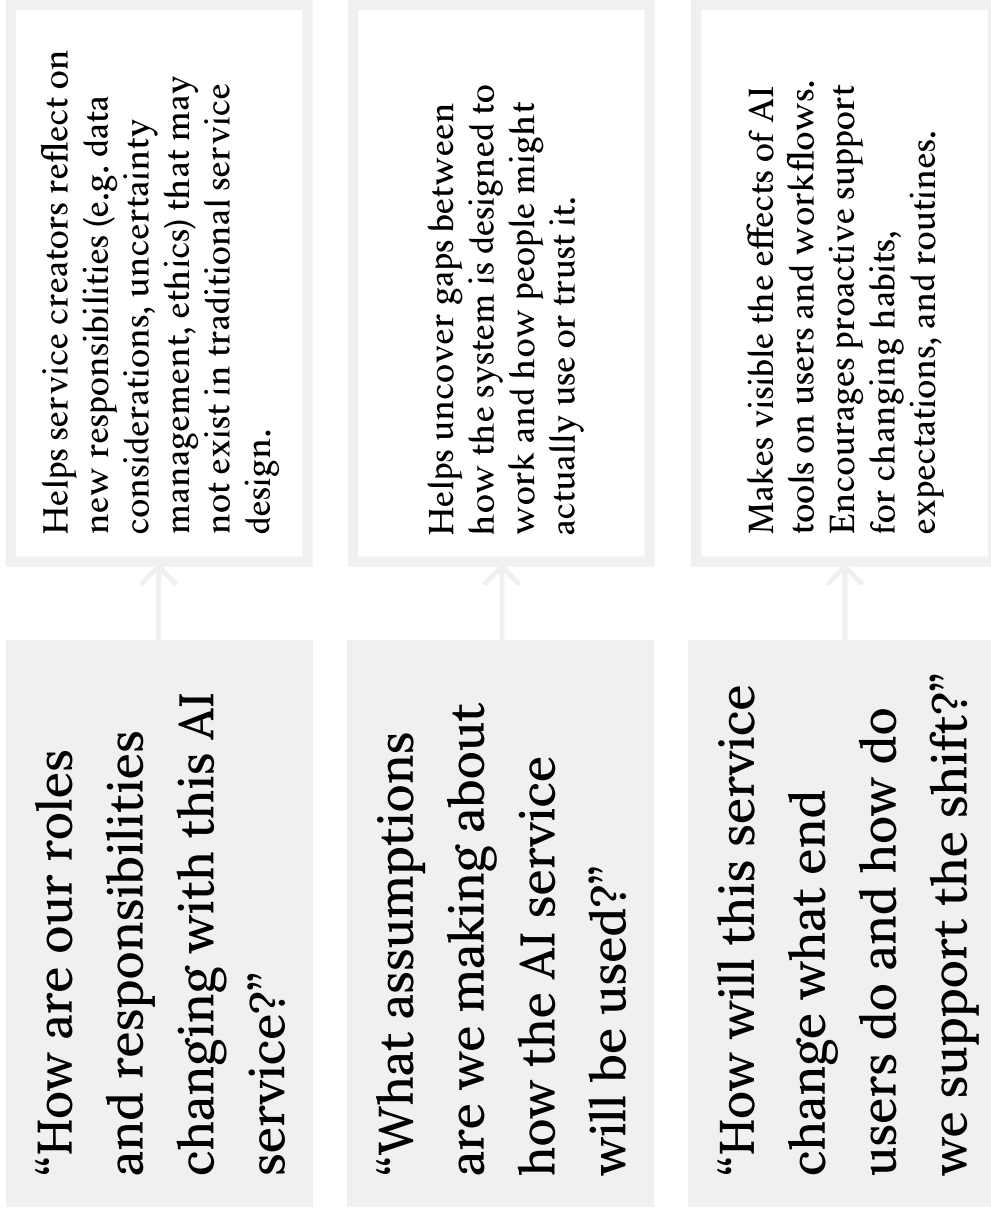 “How are our roles
and responsibilities
changing with this AI
service?”
Helps service creators reflect on
new responsibilities (e.g. data
considerations, uncertainty
management, ethics) that may
not exist in traditional service
design.
“What assumptions
are we making about
how the AI service
will be used?”
Helps uncover gaps between
how the system is designed to
work and how people might
actually use or trust it.
“How will this service
change what end
users do and how do
we support the shift?”
Makes visible the effects of AI
tools on users and workflows.
Encourages proactive support
for changing habits,
expectations, and routines.